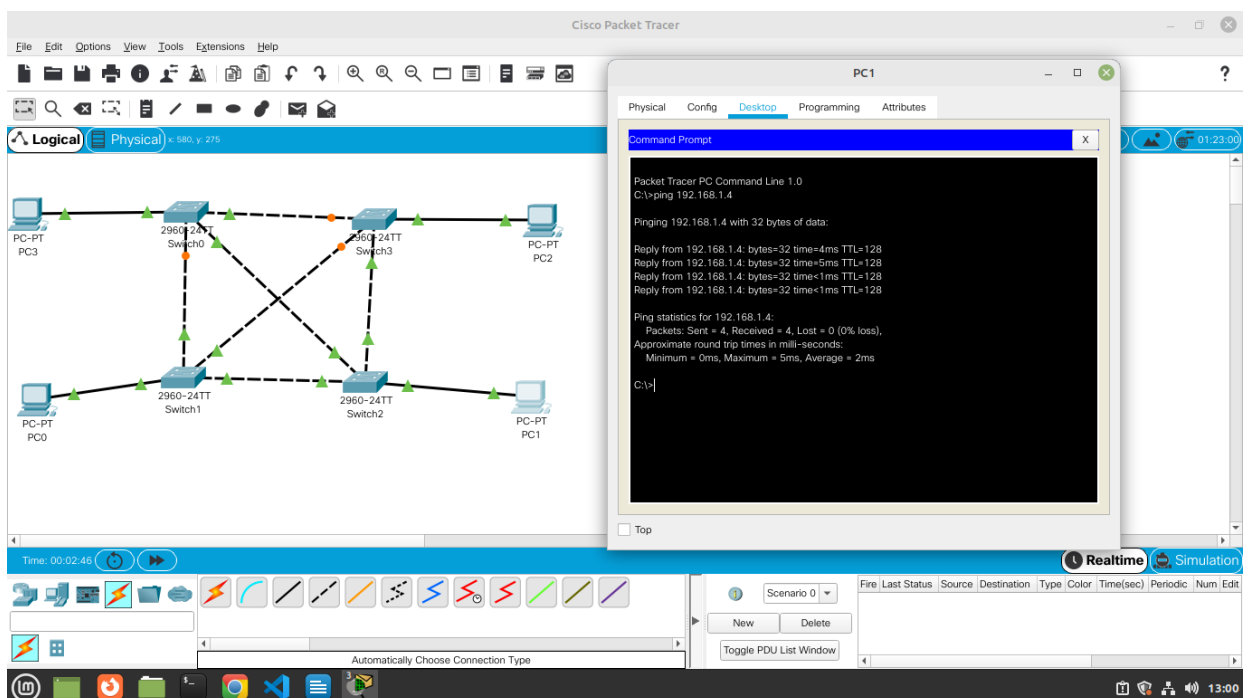 Cisco Packet Tracer
File Edit Options View Tools Extensions Help
?
Logical Physical x: 580, y: 275
01:23:00
PC-PT
PC3
2960-24TT
Switch0
2960-24TT
Switch3
PC-PT
PC2
2960-24TT
Switch1
2960-24TT
Switch2
PC-PT
PC0
PC-PT
PC1
PC1
Physical Config Desktop Programming Attributes
Command Prompt
X
Packet Tracer PC Command Line 1.0
C:\>ping 192.168.1.4
Pinging 192.168.1.4 with 32 bytes of data:
Reply from 192.168.1.4: bytes=32 time=4ms TTL=128
Reply from 192.168.1.4: bytes=32 time=5ms TTL=128
Reply from 192.168.1.4: bytes=32 time<1ms TTL=128
Reply from 192.168.1.4: bytes=32 time<1ms TTL=128
Ping statistics for 192.168.1.4:
Packets: Sent = 4, Received = 4, Lost = 0 (0% loss),
Approximate round trip times in milli-seconds:
Minimum = 0ms, Maximum = 5ms, Average = 2ms
C:\>
Top
Time: 00:02:46
Realtime Simulation
Scenario 0
New Delete
Toggle PDU List Window
Fire Last Status Source Destination Type Color Time(sec) Periodic Num Edit
Automatically Choose Connection Type
3
13:00